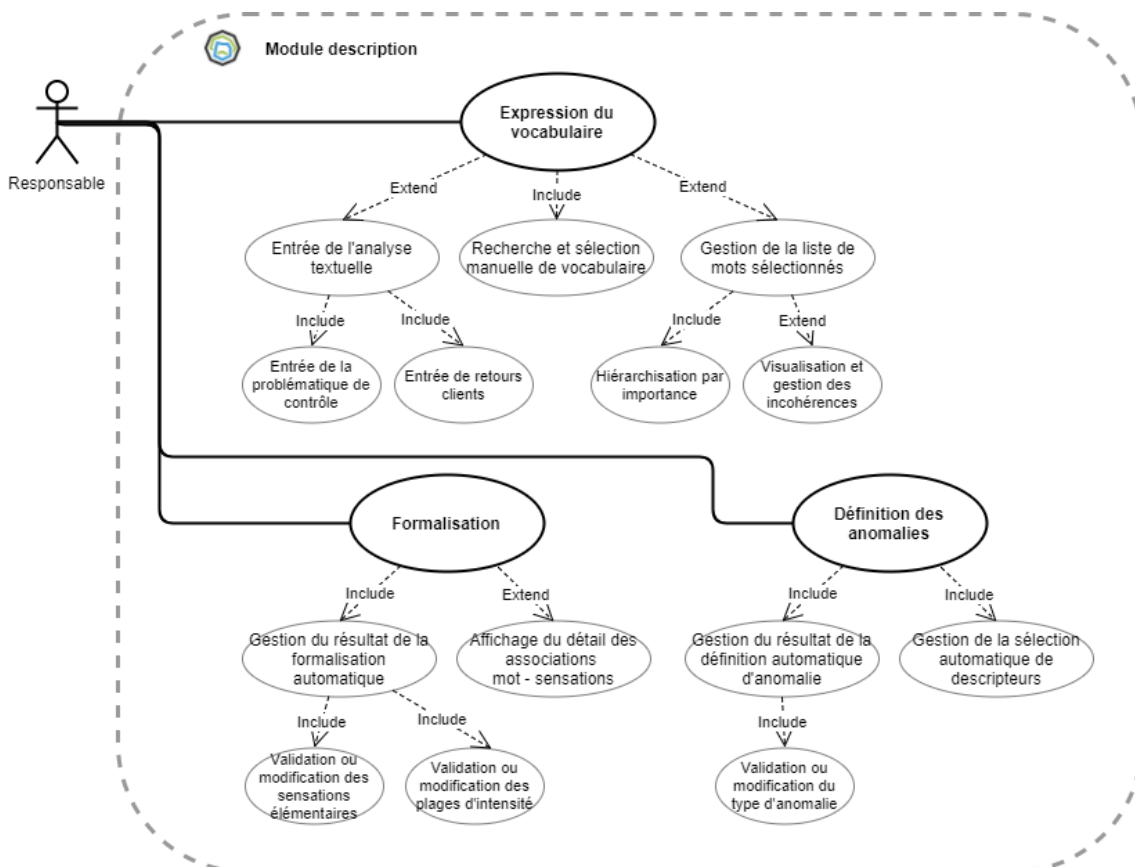 Module description
Responsable
Expression du
vocabulaire
Extend
Include
Extend
Entrée de l'analyse
textuelle
Recherche et sélection
manuelle de vocabulaire
Gestion de la liste de
mots sélectionnés
Include
Include
Include
Extend
Entrée de la
problématique de
contrôle
Entrée de retours
clients
Hiérarchisation par
importance
Visualisation et
gestion des
incohérences
Formalisation
Définition des
anomalies
Include
Extend
Include
Include
Gestion du résultat de la
formalisation
automatique
Affichage du détail des
associations
mot - sensations
Gestion du résultat de la
définition automatique
d'anomalie
Gestion de la sélection
automatique de
descripteurs
Include
Include
Include
Validation ou
modification des
sensations
élémentaires
Validation ou
modification des
plages d'intensité
Validation ou
modification du
type d'anomalie